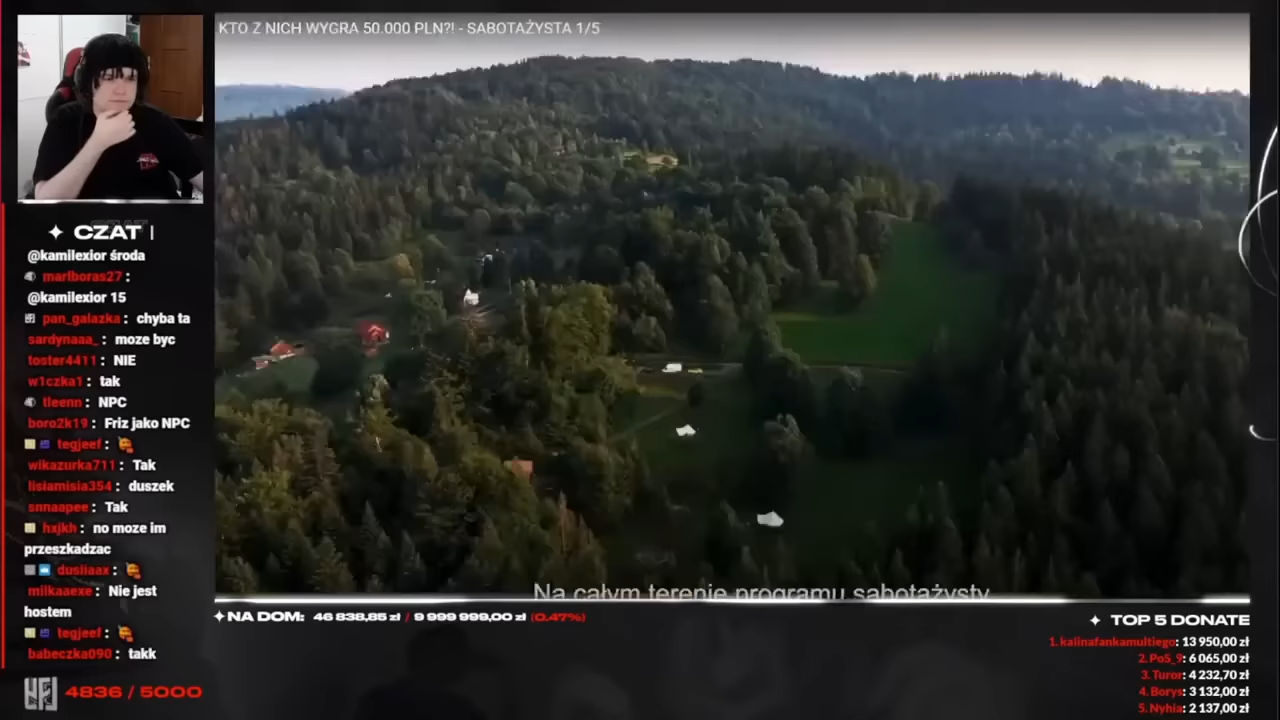 KTO Z NICH WYGRA 50.000 PLN?! - SABOTAŻYSTA 1/5
CZAT
@kamilexior środa
marlboras27 :
@kamilexior 15
pan_galazka : chyba ta
sardynaaa_ : moze byc
toster4411 : NIE
w1czka1 : tak
tleenn : NPC
boro2k19 : Friz jako NPC
tegjeef :
wikazurka711 : Tak
lisiamisia354 : duszek
snnaapee : Tak
hxjkh : no moze im
przeszkadzac
dusiiaax :
milkaaexe : Nie jest
hostem
tegjeef :
babeczka090 : takk
4836 / 5000
Na całym terenie programu sabotażysty
NA DOM: 46 838,85 zł / 9 999 999,00 zł (0.47%)
TOP 5 DONATE
1. kalinafankamultiego: 13 950,00 zł
2. Po5_9: 6 065,00 zł
3. Turor: 4 232,70 zł
4. Borys: 3 132,00 zł
5. Nyhia: 2 137,00 zł